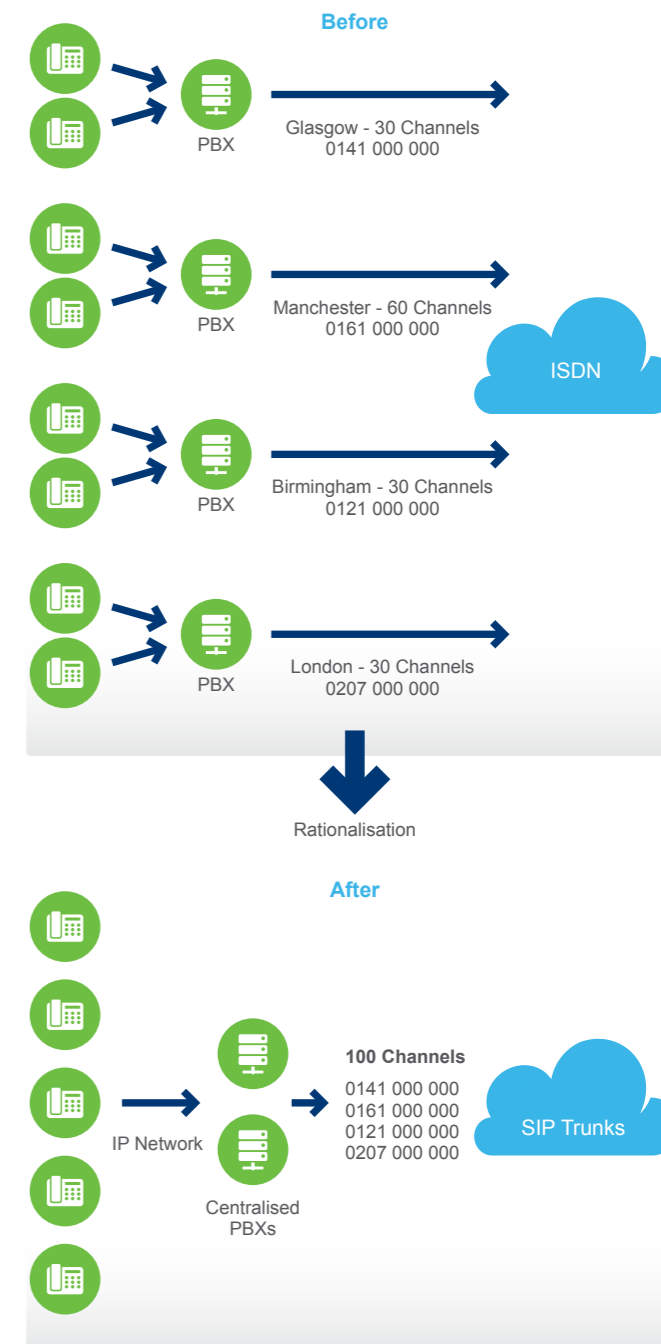 Before
PBX
Glasgow - 30 Channels
0141 000 000
PBX
Manchester - 60 Channels
0161 000 000
ISDN
PBX
Birmingham - 30 Channels
0121 000 000
PBX
London - 30 Channels
0207 000 000
Rationalisation
After
IP Network
Centralised
PBXs
100 Channels
0141 000 000
0161 000 000
0121 000 000
0207 000 000
SIP Trunks